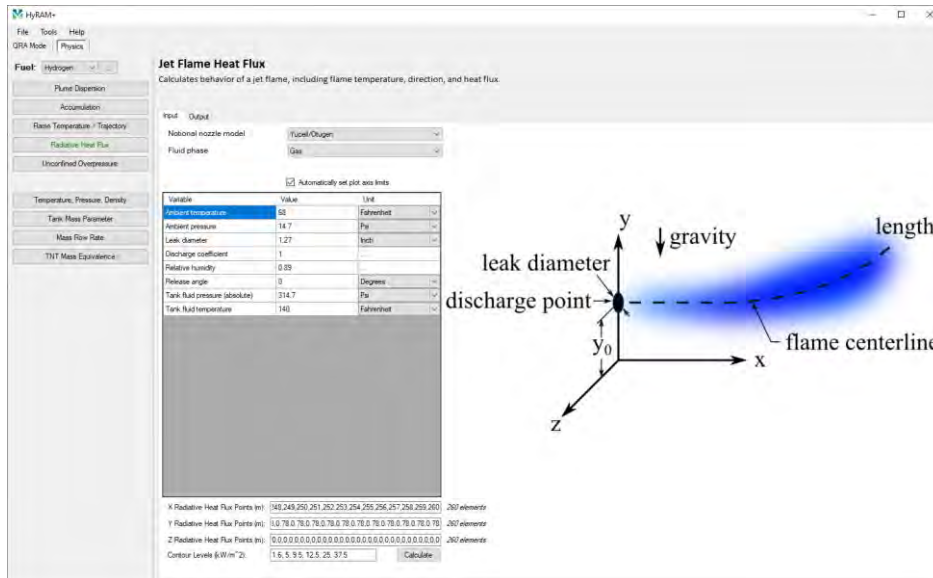 HyRAM+
File Tools Help
QRA Mode Physics
Fuel: Hydrogen ...
Plume Dispersion
Accumulation
Flame Temperature / Trajectory
Radiative Heat Flux
Unconfined Overpressure
Temperature, Pressure, Density
Tank Mass Parameter
Mass Flow Rate
TNT Mass Equivalence
Jet Flame Heat Flux
Calculates behavior of a jet flame, including flame temperature, direction, and heat flux.
Input Output
Notional nozzle model Yuceil/Otugen
Fluid phase Gas
Automatically set plot axis limits
Variable Value Unit
Ambient temperature Fahrenheit
Ambient pressure 14.7 Psi
Leak diameter 1.27 Inch
Discharge coefficient 1 ...
Relative humidity 0.89 ...
Release angle 0 Degrees
Tank fluid pressure (absolute) 314.7 Psi
Tank fluid temperature 140 Fahrenheit
X Radiative Heat Flux Points (m): 248,249,250,251,252,253,254,255,256,257,258,259,260 260 elements
Y Radiative Heat Flux Points (m): 260 elements
Z Radiative Heat Flux Points (m): 260 elements
Contour Levels (kW/m^2): 1.6, 5, 9.5, 12.5, 25, 37.5 Calculate
y
gravity
length
leak diameter
discharge point
y0
flame centerline
x
z